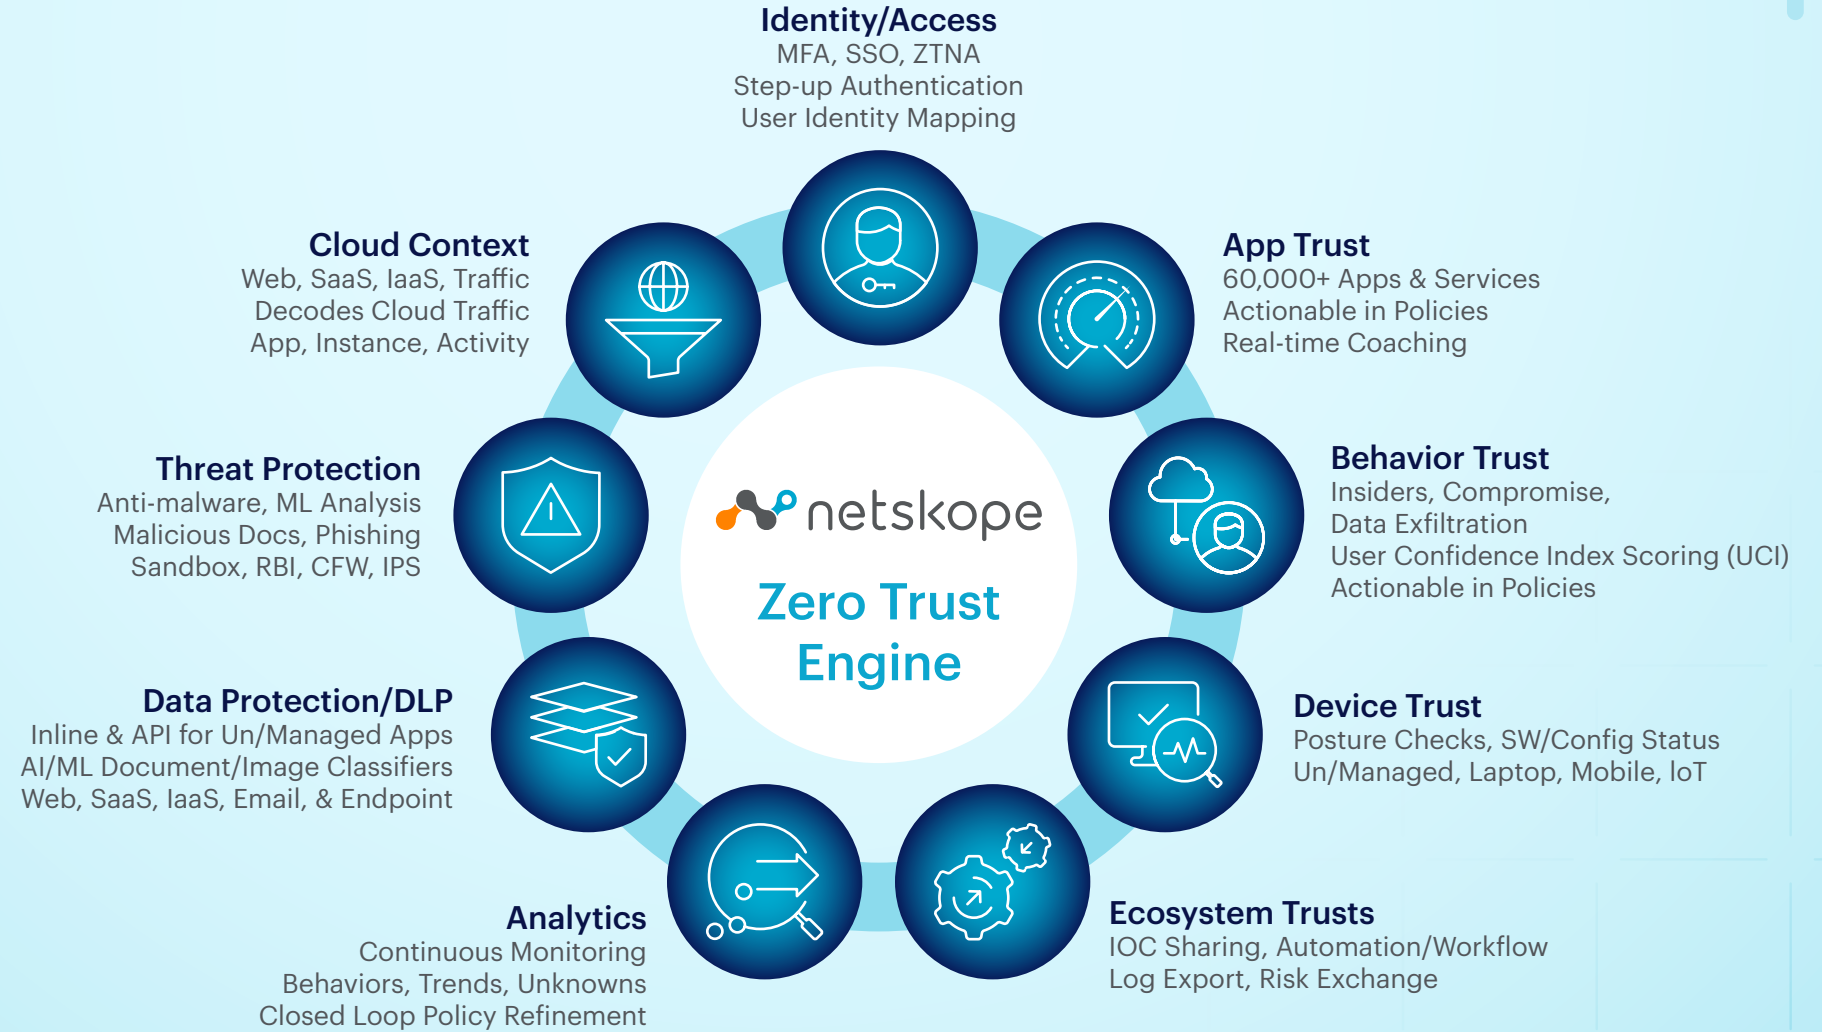 Identity/Access
MFA, SSO, ZTNA
Step-up Authentication
User Identity Mapping
App Trust
60,000+ Apps & Services
Actionable in Policies
Real-time Coaching
Behavior Trust
Insiders, Compromise,
Data Exfiltration
User Confidence Index Scoring (UCI)
Actionable in Policies
Device Trust
Posture Checks, SW/Config Status
Un/Managed, Laptop, Mobile, loT
Ecosystem Trusts
IOC Sharing, Automation/Workflow
Log Export, Risk Exchange
Analytics
Continuous Monitoring
Behaviors, Trends, Unknowns
Closed Loop Policy Refinement
Data Protection/DLP
Inline & API for Un/Managed Apps
AI/ML Document/Image Classifiers
Web, SaaS, IaaS, Email, & Endpoint
Threat Protection
Anti-malware, ML Analysis
Malicious Docs, Phishing
Sandbox, RBI, CFW, IPS
Cloud Context
Web, SaaS, IaaS, Traffic
Decodes Cloud Traffic
App, Instance, Activity
netskope
Zero Trust
Engine